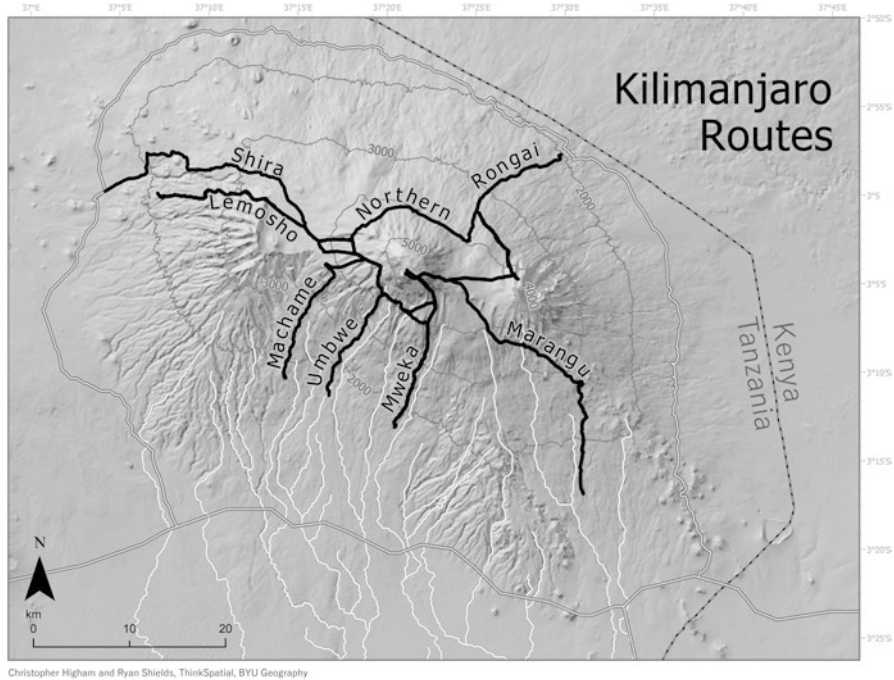 37°E 37°5'E 37°10'E 37°15'E 37°20'E 37°25'E 37°30'E 37°35'E 37°40'E 37°45'E
2°50'S
Kilimanjaro
Routes
2°55'S
3000
Shira
Rongai
2000
3°S
Lemosho
Northern
5000
3°5'S
3000
4000
Machame
Umbwe
Marangu
Kenya
Tanzania
2000
Mweka
3°10'S
3°15'S
3°20'S
N
km
0 10 20
3°25'S
Christopher Higham and Ryan Shields, ThinkSpatial, BYU Geography